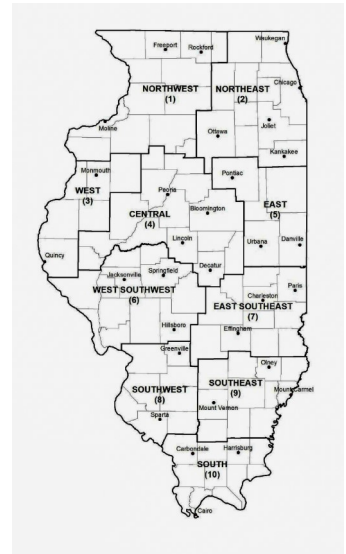 Waukegan
Freeport
Rockford
Chicago
NORTHWEST
(1)
NORTHEAST
(2)
Moline
Ottawa
Joliet
Kankakee
Monmouth
WEST
(3)
Pontiac
Peoria
CENTRAL
(4)
Bloomington
EAST
(5)
Quincy
Lincoln
Urbana
Danville
Decatur
Jacksonville
Springfield
WEST SOUTHWEST
(6)
Paris
Charleston
EAST SOUTHEAST
(7)
Hillsboro
Effingham
Greenville
Olney
SOUTHWEST
(8)
SOUTHEAST
(9)
Mount Carmel
Mount Vernon
Sparta
Carbondale
Harrisburg
SOUTH
(10)
Cairo